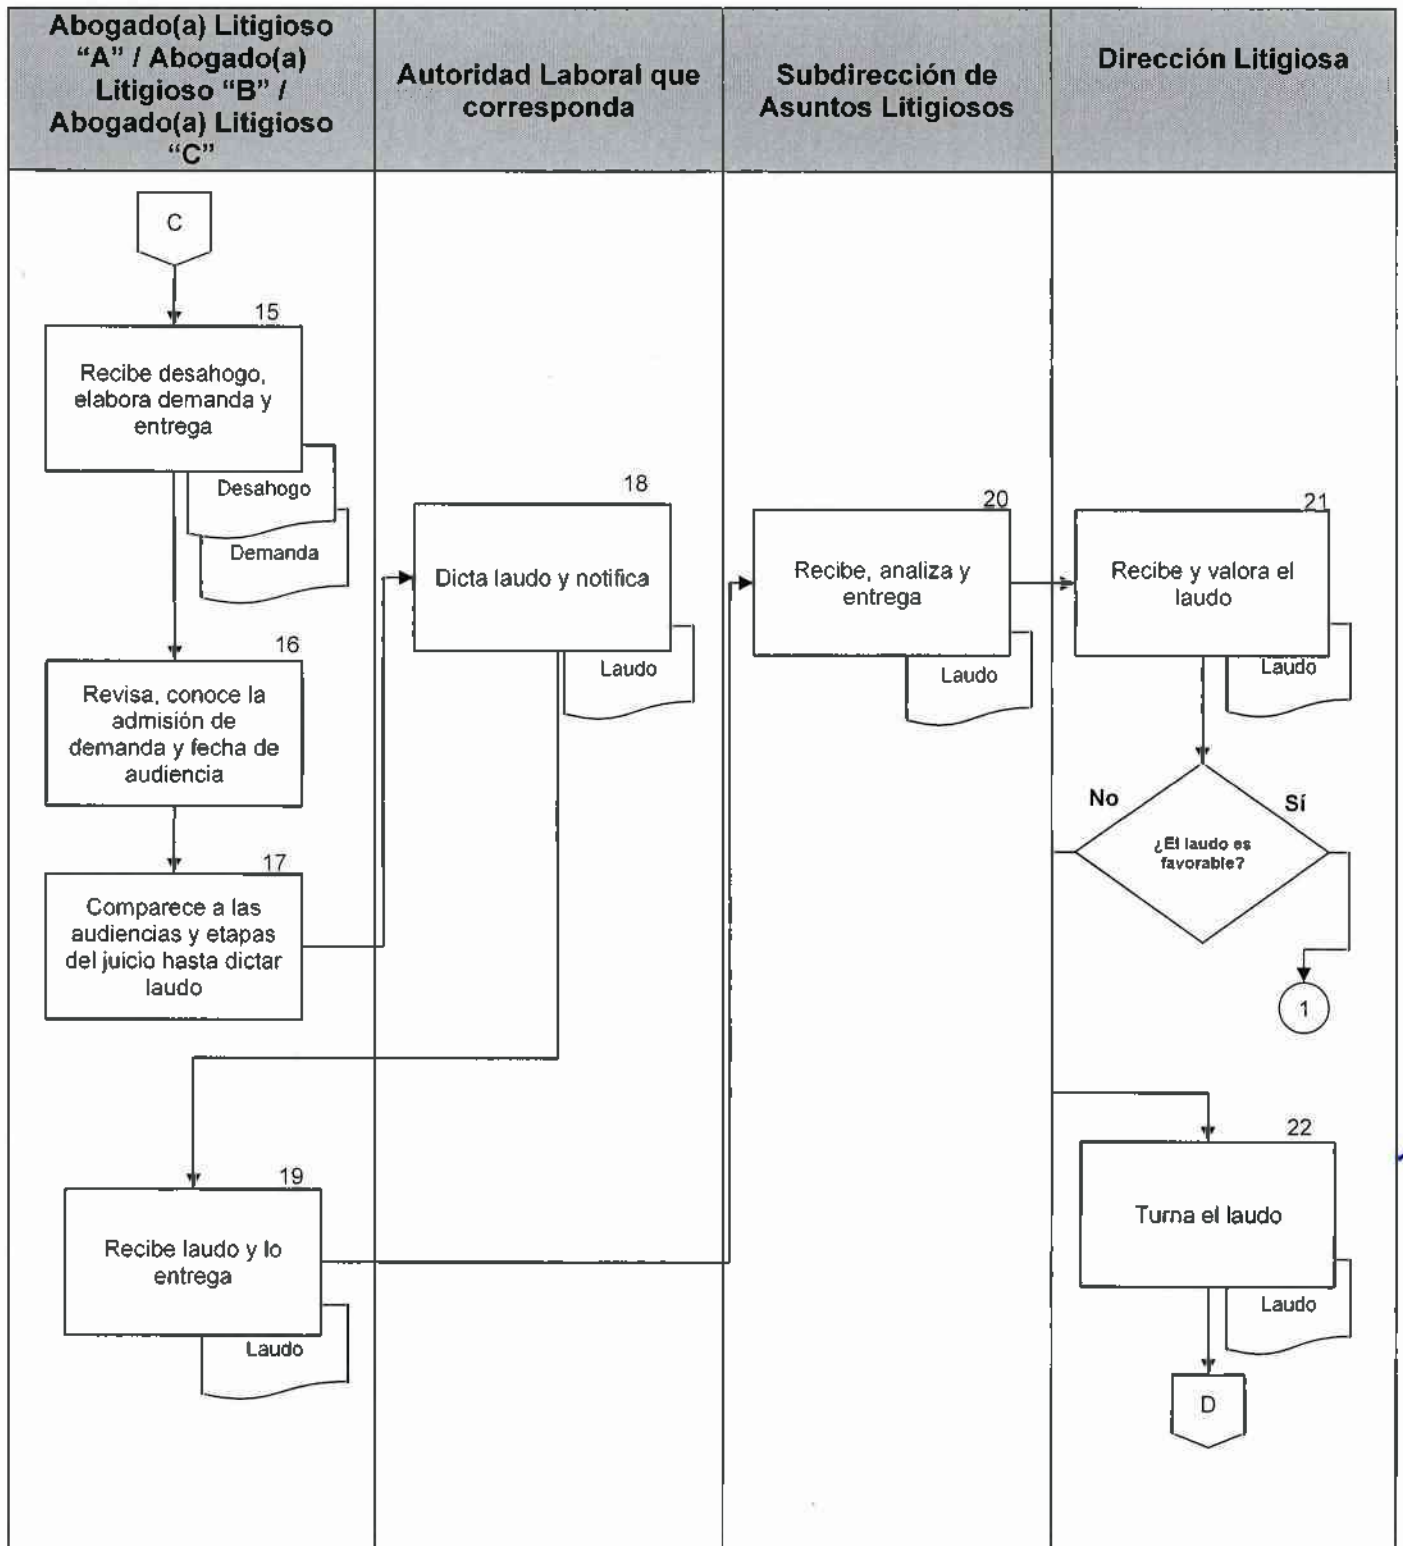 Abogado(a) Litigioso
“A” / Abogado(a)
Litigioso “B” /
Abogado(a) Litigioso
“C”
Autoridad Laboral que
corresponda
Subdirección de
Asuntos Litigiosos
Dirección Litigiosa
C
15
Recibe desahogo,
elabora demanda y
entrega
Desahogo
Demanda
16
Revisa, conoce la
admisión de
demanda y fecha de
audiencia
17
Comparece a las
audiencias y etapas
del juicio hasta dictar
laudo
18
Dicta laudo y notifica
Laudo
19
Recibe laudo y lo
entrega
Laudo
20
Recibe, analiza y
entrega
Laudo
21
Recibe y valora el
laudo
Laudo
No
Sí
¿El laudo es
favorable?
1
22
Turna el laudo
Laudo
D